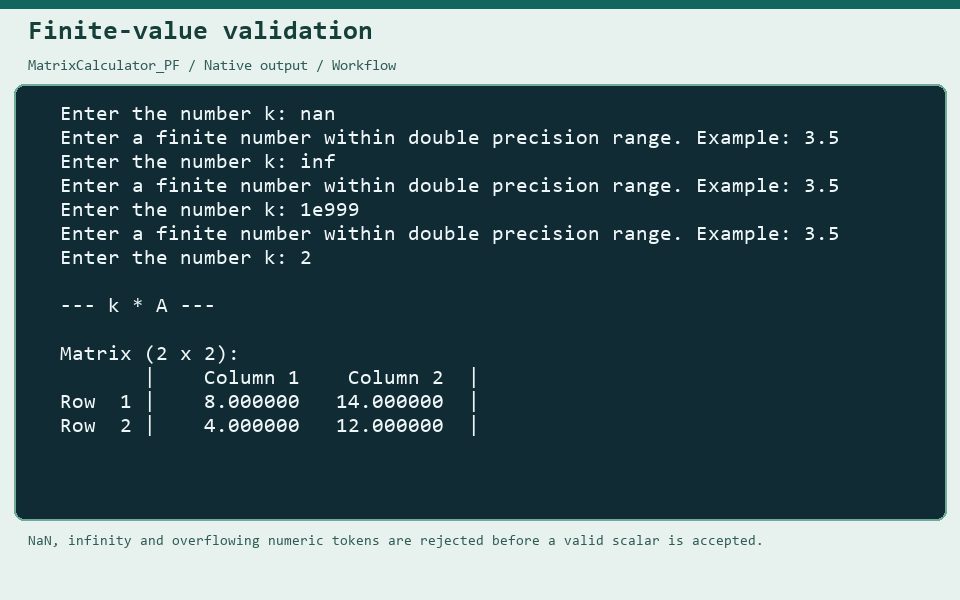 Finite-value validation
MatrixCalculator_PF / Native output / Workflow
Enter the number k: nan
Enter a finite number within double precision range. Example: 3.5
Enter the number k: inf
Enter a finite number within double precision range. Example: 3.5
Enter the number k: 1e999
Enter a finite number within double precision range. Example: 3.5
Enter the number k: 2
--- k * A ---
Matrix (2 x 2):
       |    Column 1    Column 2  |
Row  1 |    8.000000   14.000000  |
Row  2 |    4.000000   12.000000  |
NaN, infinity and overflowing numeric tokens are rejected before a valid scalar is accepted.